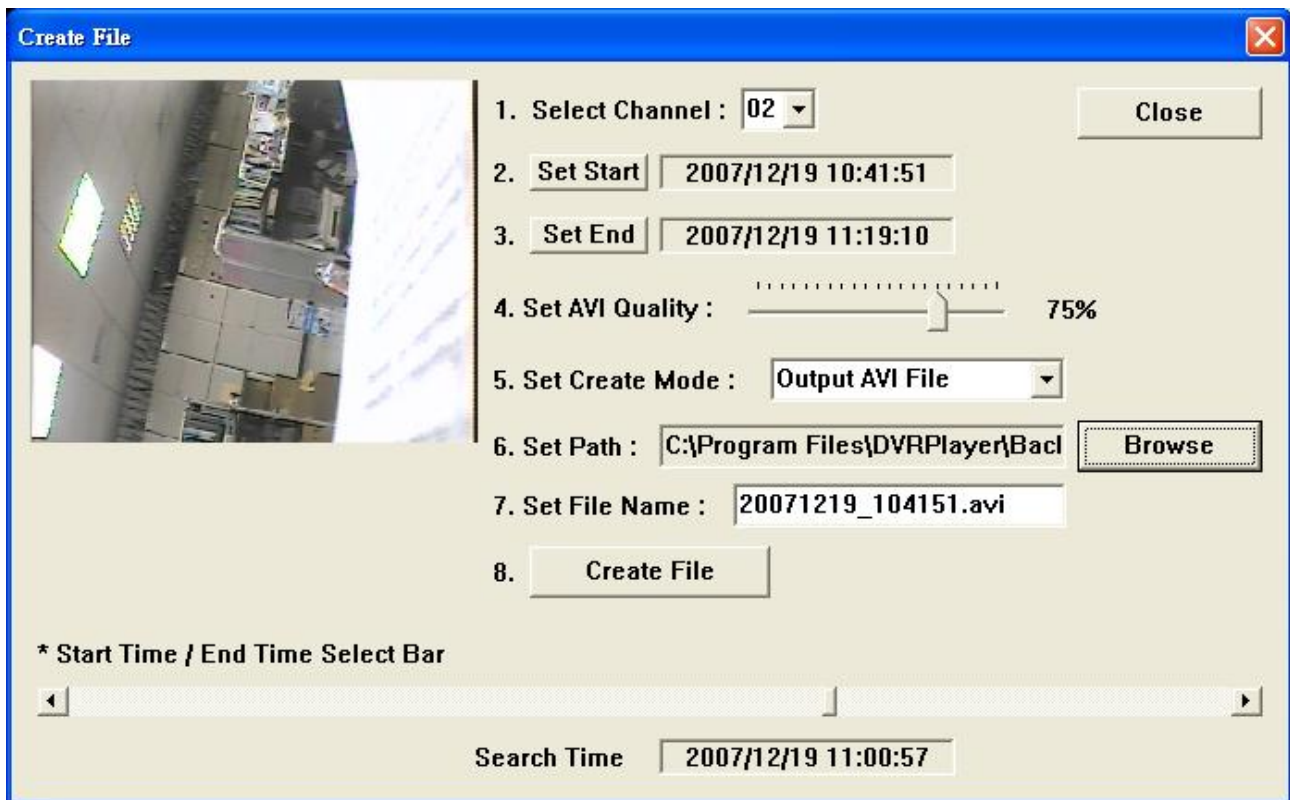 Create File
1. Select Channel : 02
Close
2. Set Start 2007/12/19 10:41:51
3. Set End 2007/12/19 11:19:10
4. Set AVI Quality : 75%
5. Set Create Mode : Output AVI File
6. Set Path : C:\Program Files\DVRPlayer\Bacl Browse
7. Set File Name : 20071219_104151.avi
8. Create File
* Start Time / End Time Select Bar
Search Time 2007/12/19 11:00:57